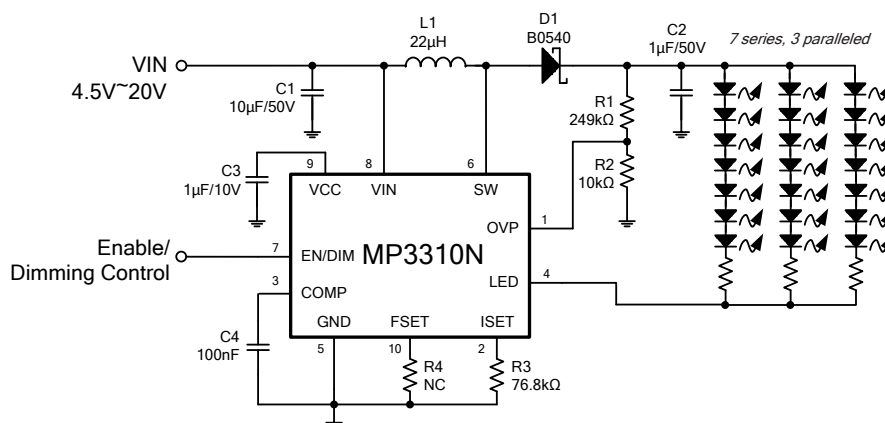 L1
22µH
D1
B0540
C2
1µF/50V
7 series, 3 paralleled
VIN
4.5V~20V
C1
10µF/50V
R1
249kΩ
C3
1µF/10V
9
8
6
VCC
VIN
SW
R2
10kΩ
OVP
1
Enable/
Dimming Control
7
EN/DIM
MP3310N
LED
4
3
COMP
GND
FSET
ISET
C4
100nF
5
10
2
R4
NC
R3
76.8kΩ